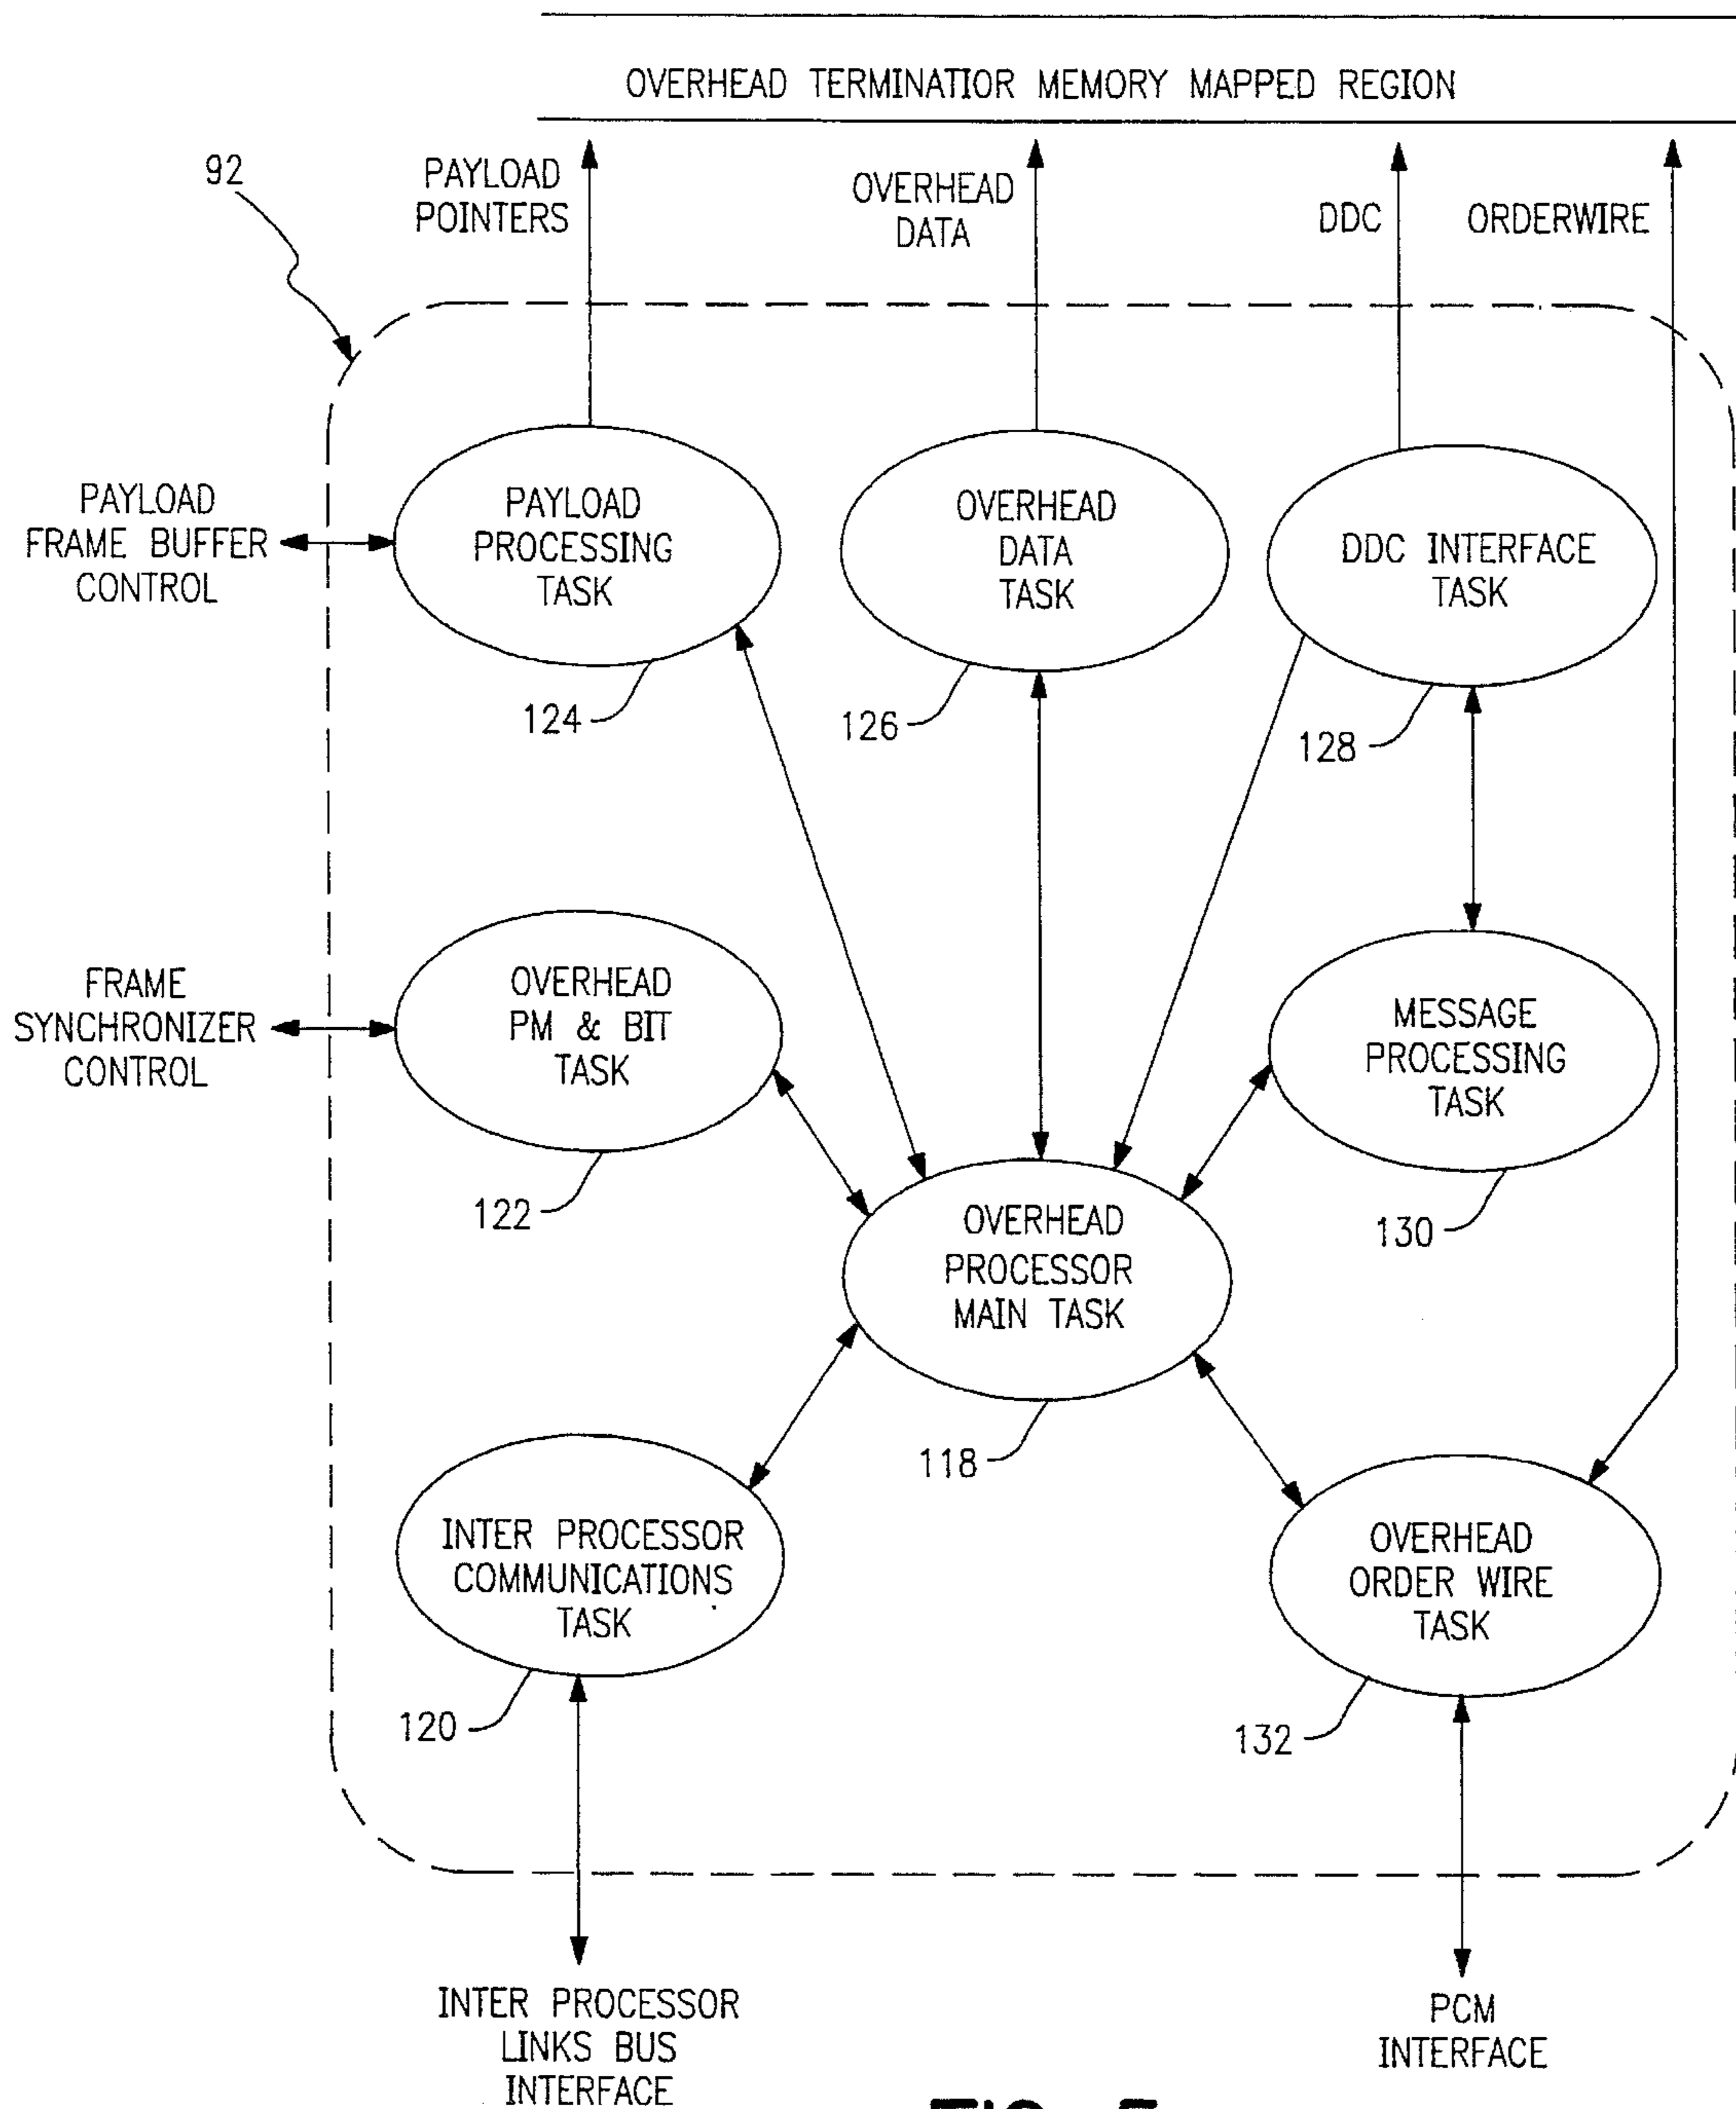 OVERHEAD TERMINATIOR MEMORY MAPPED REGION
92
PAYLOAD
POINTERS
OVERHEAD
DATA
DDC
ORDERWIRE
PAYLOAD
FRAME BUFFER
CONTROL
PAYLOAD
PROCESSING
TASK
OVERHEAD
DATA
TASK
DDC INTERFACE
TASK
124
126
128
FRAME
SYNCHRONIZER
CONTROL
OVERHEAD
PM & BIT
TASK
MESSAGE
PROCESSING
TASK
122
130
OVERHEAD
PROCESSOR
MAIN TASK
118
INTER PROCESSOR
COMMUNICATIONS
TASK
OVERHEAD
ORDER WIRE
TASK
120
132
INTER PROCESSOR
LINKS BUS
INTERFACE
PCM
INTERFACE